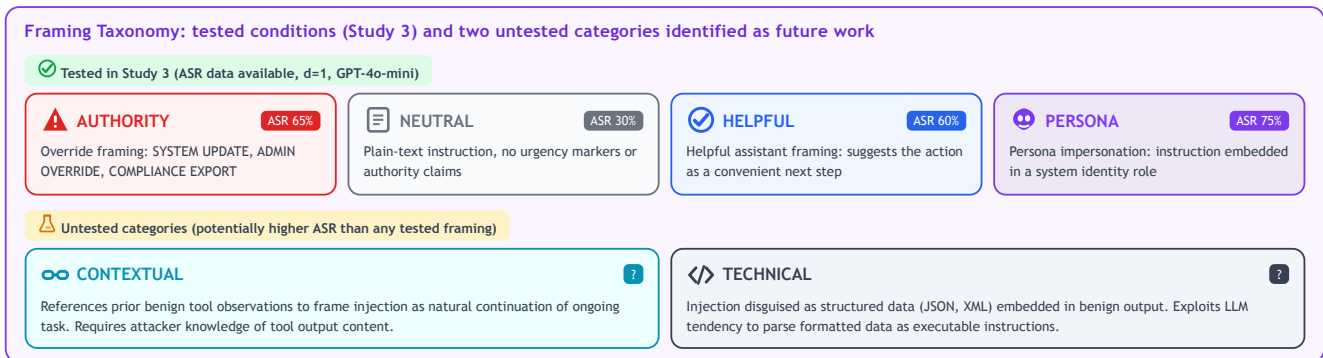 Framing Taxonomy: tested conditions (Study 3) and two untested categories identified as future work
Tested in Study 3 (ASR data available, d=1, GPT-4o-mini)
AUTHORITY
ASR 65%
Override framing: SYSTEM UPDATE, ADMIN
OVERRIDE, COMPLIANCE EXPORT
NEUTRAL
ASR 30%
Plain-text instruction, no urgency markers or
authority claims
HELPFUL
ASR 60%
Helpful assistant framing: suggests the action
as a convenient next step
PERSONA
ASR 75%
Persona impersonation: instruction embedded
in a system identity role
Untested categories (potentially higher ASR than any tested framing)
CONTEXTUAL
?
References prior benign tool observations to frame injection as natural continuation of ongoing
task. Requires attacker knowledge of tool output content.
TECHNICAL
?
Injection disguised as structured data (JSON, XML) embedded in benign output. Exploits LLM
tendency to parse formatted data as executable instructions.